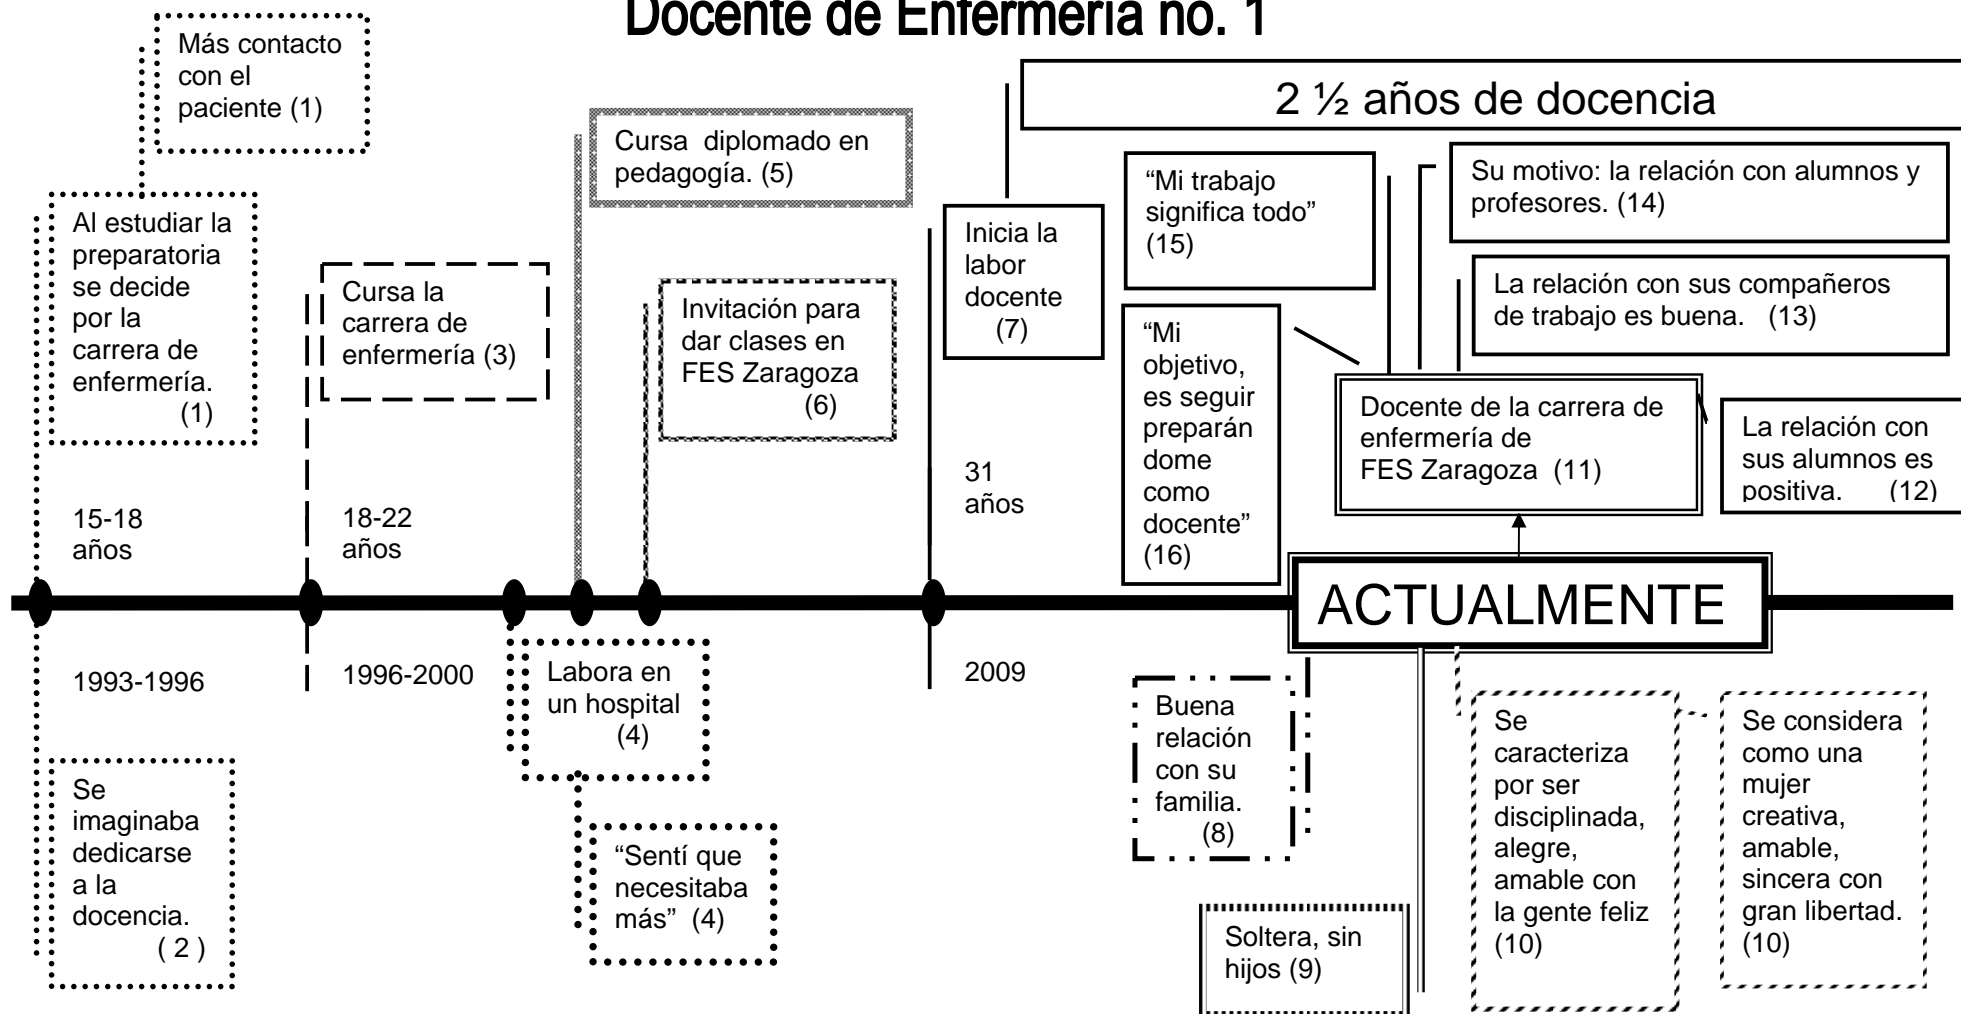 Docente de Enfermería no. 1
Más contacto
con el
paciente (1)
2 ½ años de docencia
Cursa diplomado en
pedagogía. (5)
“Mi trabajo
significa todo”
(15)
Su motivo: la relación con alumnos y
profesores. (14)
Al estudiar la
preparatoria
se decide
por la
carrera de
enfermería.
(1)
Inicia la
labor
docente
(7)
Cursa la
carrera de
enfermería (3)
Invitación para
dar clases en
FES Zaragoza
(6)
La relación con sus compañeros
de trabajo es buena. (13)
“Mi
objetivo,
es seguir
preparán
dome
como
docente”
(16)
Docente de la carrera de
enfermería de
FES Zaragoza (11)
La relación con
sus alumnos es
positiva. (12)
15-18
años
18-22
años
31
años
ACTUALMENTE
1993-1996
1996-2000
2009
Labora en
un hospital
(4)
Buena
relación
con su
familia.
(8)
Se
caracteriza
por ser
disciplinada,
alegre,
amable con
la gente feliz
(10)
Se considera
como una
mujer
creativa,
amable,
sincera con
gran libertad.
(10)
Se
imaginaba
dedicarse
a la
docencia.
( 2 )
“Sentí que
necesitaba
más” (4)
Soltera, sin
hijos (9)